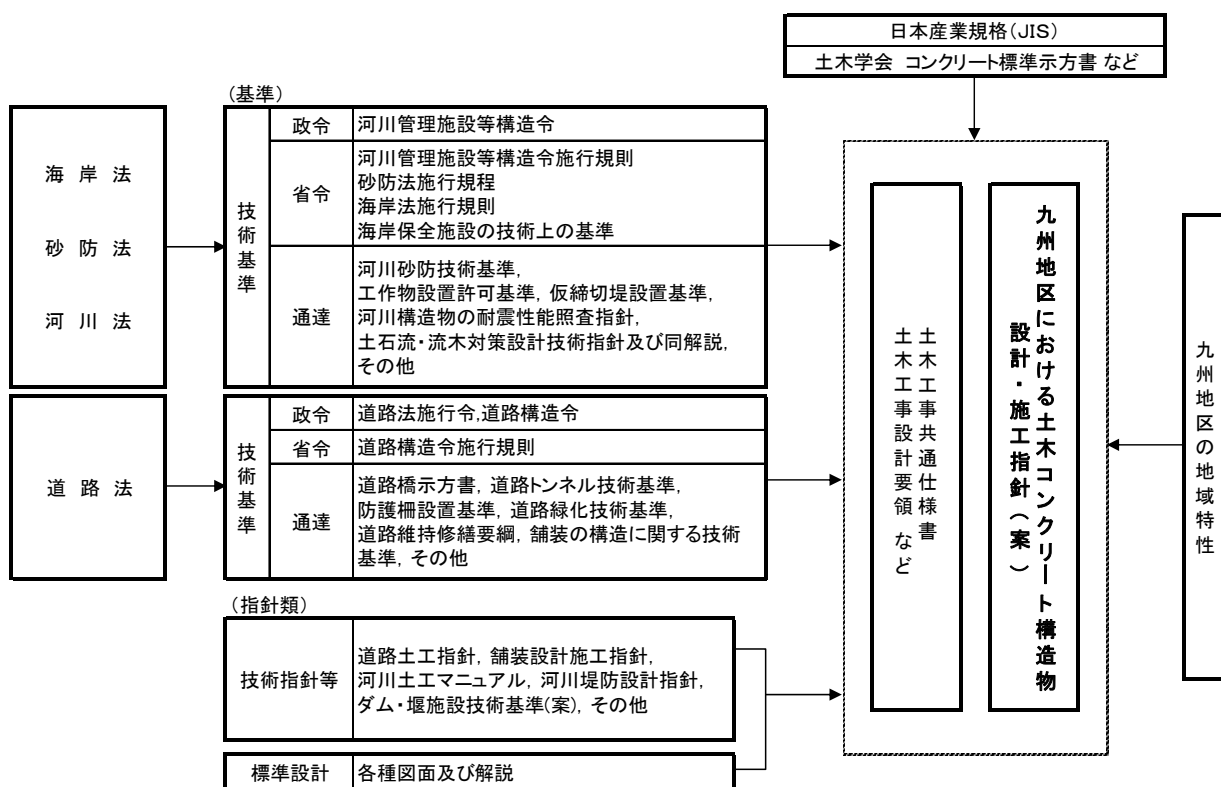 日本産業規格(JIS)
土木学会 コンクリート標準示方書 など
(基準)
海岸法
砂防法
河川法
技術基準
政令
河川管理施設等構造令
省令
河川管理施設等構造令施行規則
砂防法施行規程
海岸法施行規則
海岸保全施設の技術上の基準
通達
河川砂防技術基準,
工作物設置許可基準, 仮締切堤設置基準,
河川構造物の耐震性能照査指針,
土石流・流木対策設計技術指針及び同解説,
その他
道路法
技術基準
政令
道路法施行令,道路構造令
省令
道路構造令施行規則
通達
道路橋示方書, 道路トンネル技術基準,
防護柵設置基準, 道路緑化技術基準,
道路維持修繕要綱, 舗装の構造に関する技術
基準, その他
(指針類)
技術指針等
道路土工指針, 舗装設計施工指針,
河川土工マニュアル, 河川堤防設計指針,
ダム・堰施設技術基準(案), その他
標準設計
各種図面及び解説
土木工事共通仕様書
土木工事設計要領 など
九州地区における土木コンクリート構造物
設計・施工指針(案)
九州地区の地域特性